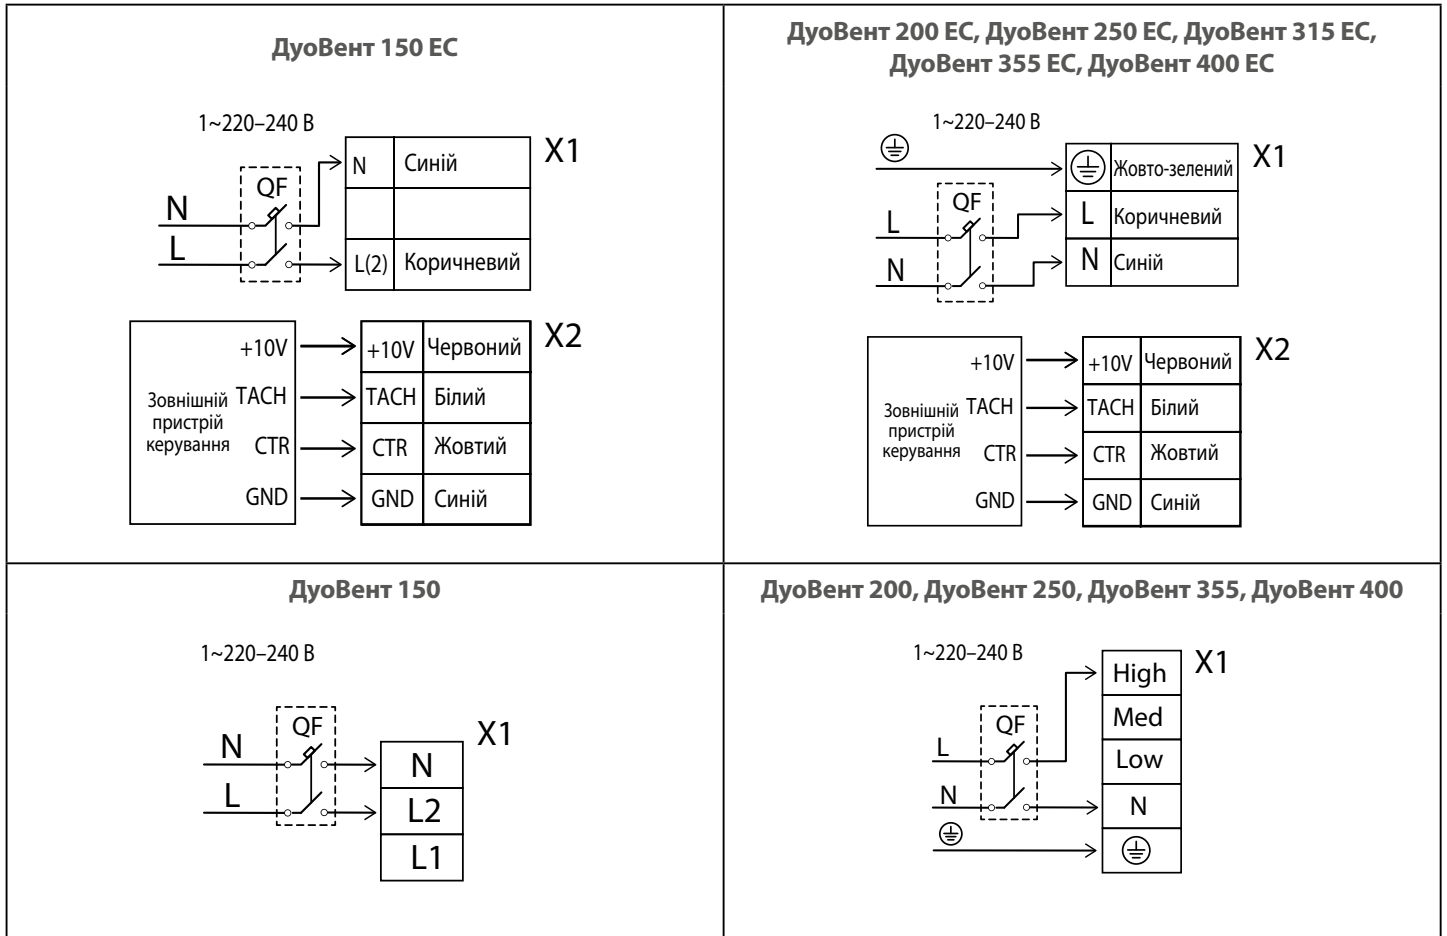 ДуоВент 150 ЕС
1~220–240 В
X1
N Синій
QF
N
L
L(2) Коричневий
X2
+10V +10V Червоний
TACH TACH Білий
Зовнішній
пристрій
керування
CTR CTR Жовтий
GND GND Синій
ДуоВент 200 ЕС, ДуоВент 250 ЕС, ДуоВент 315 ЕС,
ДуоВент 355 ЕС, ДуоВент 400 ЕС
1~220–240 В
X1
Жовто-зелений
QF
L L Коричневий
N N Синій
X2
+10V +10V Червоний
TACH TACH Білий
Зовнішній
пристрій
керування
CTR CTR Жовтий
GND GND Синій
ДуоВент 150
1~220–240 В
X1
QF
N N
L L2
L1
ДуоВент 200, ДуоВент 250, ДуоВент 355, ДуоВент 400
1~220–240 В
X1
High
Med
QF
L Low
N N